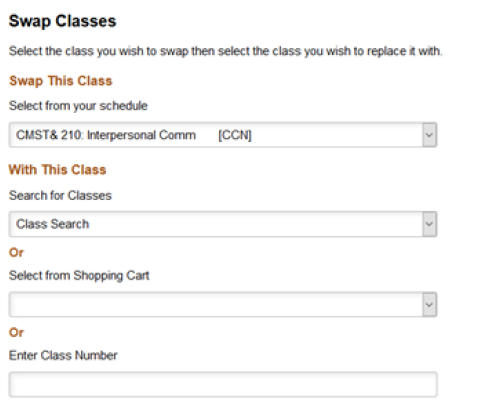 Swap Classes
Select the class you wish to swap then select the class you wish to replace it with.
Swap This Class
Select from your schedule
CMST& 210: Interpersonal Comm [CCN]
With This Class
Search for Classes
Class Search
Or
Select from Shopping Cart
Or
Enter Class Number